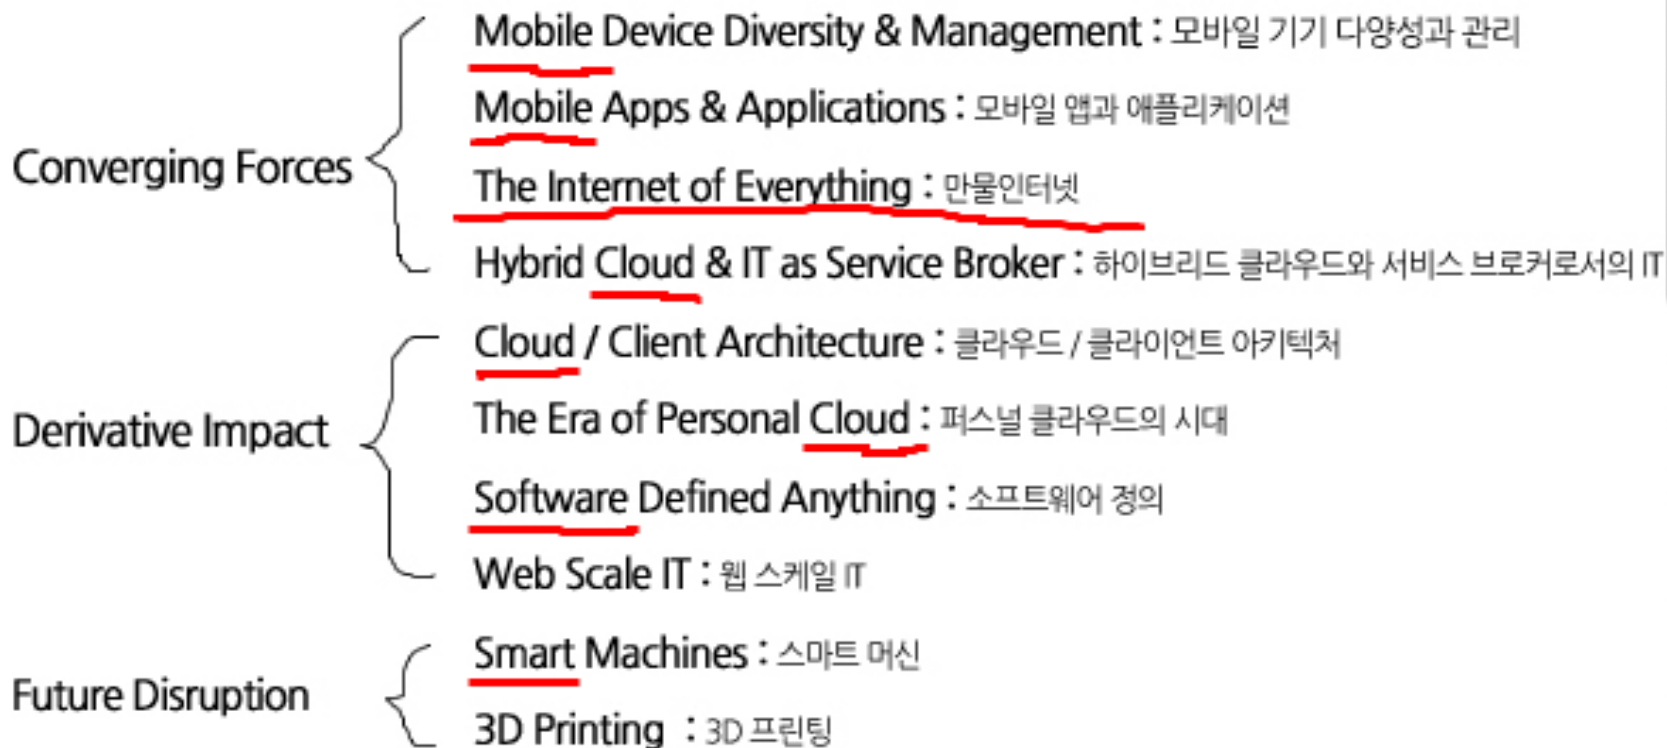 Converging Forces
Mobile Device Diversity & Management : 모바일 기기 다양성과 관리
Mobile Apps & Applications : 모바일 앱과 애플리케이션
The Internet of Everything : 만물인터넷
Hybrid Cloud & IT as Service Broker : 하이브리드 클라우드와 서비스 브로커로서의 IT
Derivative Impact
Cloud / Client Architecture : 클라우드 / 클라이언트 아키텍처
The Era of Personal Cloud : 퍼스널 클라우드의 시대
Software Defined Anything : 소프트웨어 정의
Web Scale IT : 웹 스케일 IT
Future Disruption
Smart Machines : 스마트 머신
3D Printing : 3D 프린팅